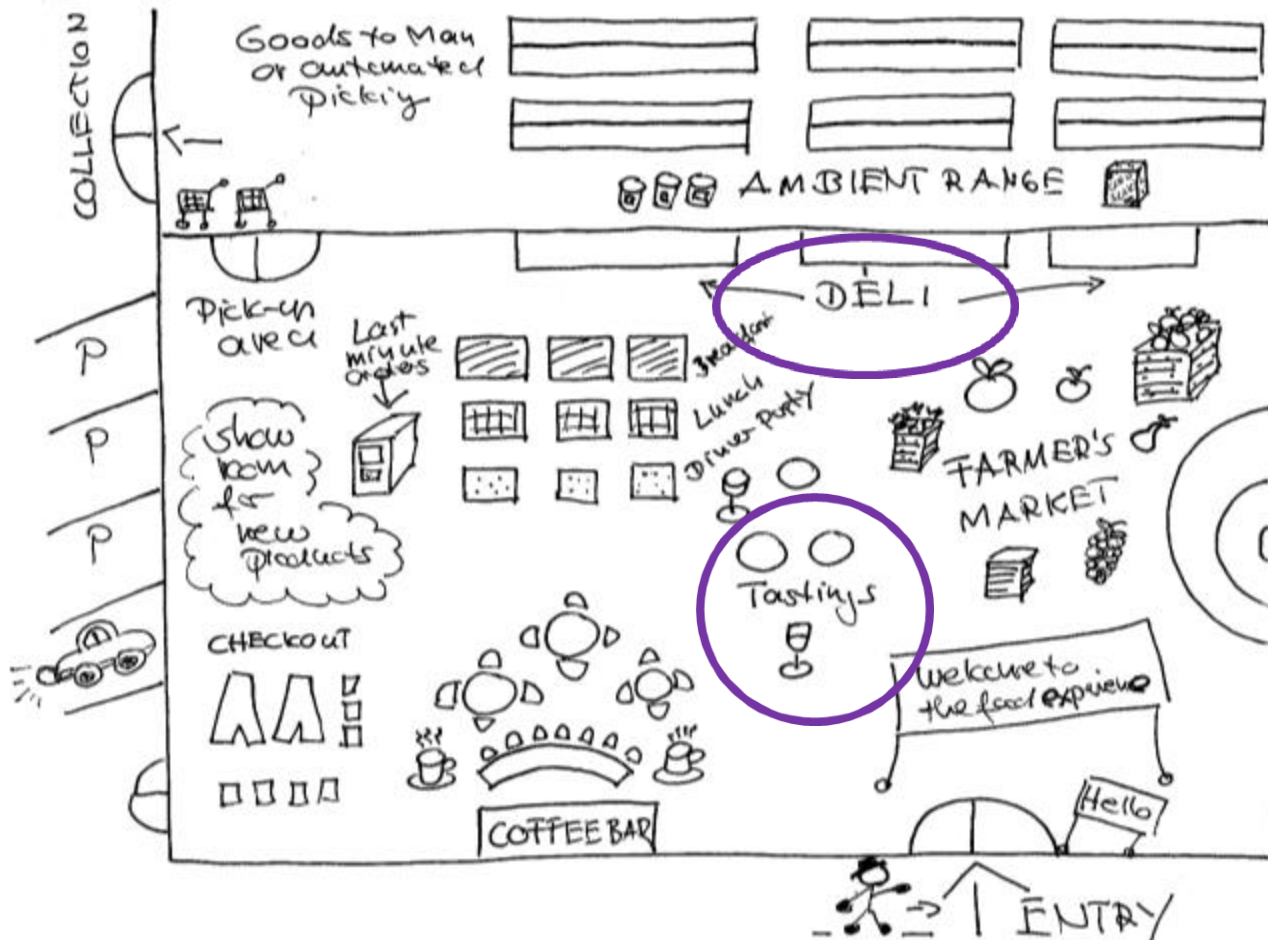 COLLECTION
Goods to Man
or automated
Picking
AMBIENT RANGE
Pick-up
area
Last
minute
orders
DELI
Breakfast
Lunch
Dinner Party
P
P
P
show
room
for
new
products
FARMER'S
MARKET
Tastings
CHECKOUT
Welcome to
the food experience
Hello
COFFEE BAR
ENTRY